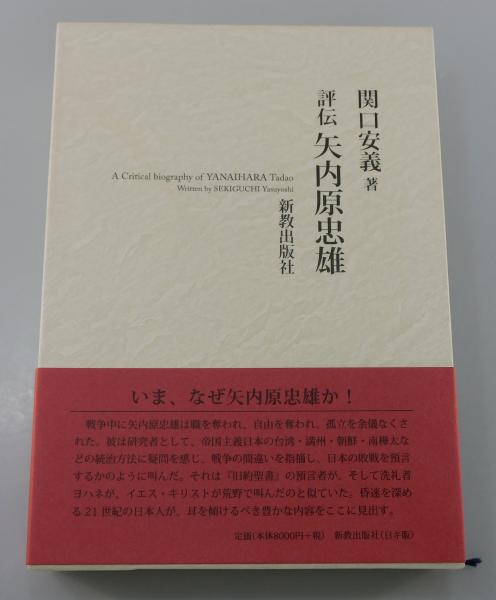 関口安義 著
評伝 矢内原忠雄
A Critical biography of YANAIHARA Tadao
Written by SEKIGUCHI Yasuyoshi
新教出版社
いま、なぜ矢内原忠雄か!
戦争中に矢内原忠雄は職を奪われ、自由を奪われ、孤立を余儀なくさ
れた。彼は研究者として、帝国主義日本の台湾・満州・朝鮮・南樺太な
どの統治方法に疑問を感じ、戦争の間違いを指摘し、日本の敗戦を預言
するかのように叫んだ。それは『旧約聖書』の預言者が、そして洗礼者
ヨハネが、イエス・キリストが荒野で叫んだのと似ていた。昏迷を深め
る21世紀の日本人が、耳を傾けるべき豊かな内容をここに見出す。
定価(本体8000円+税) 新教出版社(日キ版)